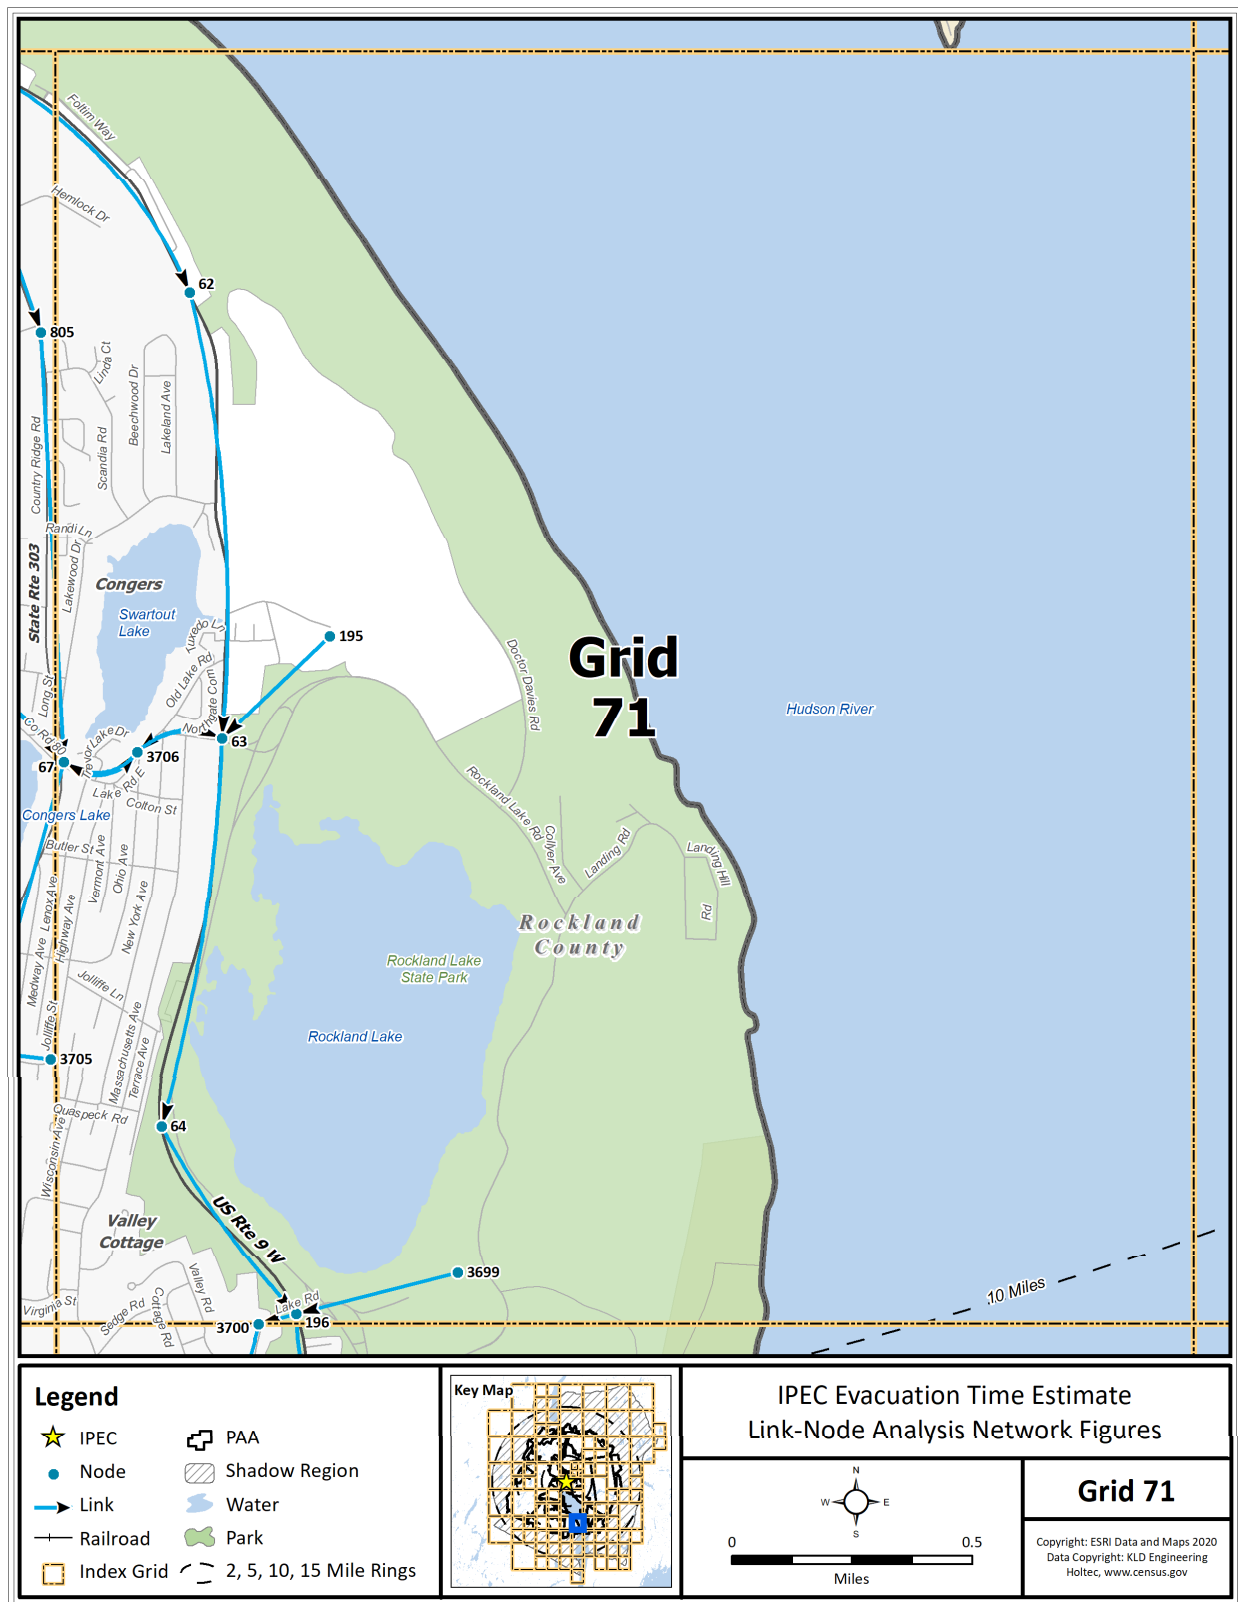 Foltim Way
Hemlock Dr
62
805
Linda Ct
Beechwood Dr
Lakeland Ave
Scandia Rd
Country Ridge Rd
Randi Ln
State Rte 303
Lakewood Dr
Congers
Swartout
Lake
Tuxedo Ln
195
Old Lake Rd
Doctor Davies Rd
Grid
71
Hudson River
Long St
Northgate Court
Co Rd 80
Trevor Lake Dr
63
3706
67
Lake Rd E
Colton St
Congers Lake
Rockland Lake Rd
Collyer Ave
Landing Rd
Landing Hill
Rd
Butler St
Vermont Ave
Ohio Ave
New York Ave
Lenox Ave
Highway Ave
Medway Ave
Rockland
County
Rockland Lake
State Park
Jolliffe Ln
Rockland Lake
Jolliffe St
3705
Massachusetts Ave
Terrace Ave
Quaspeck Rd
64
Wisconsin Ave
US Rte 9 W
Valley
Cottage
3699
Valley Rd
Lake Rd
10 Miles
Virginia St
Sedge Rd
Cottage Rd
3700
196
Legend
IPEC
PAA
Node
Shadow Region
Link
Water
Railroad
Park
Index Grid
2, 5, 10, 15 Mile Rings
Key Map
IPEC Evacuation Time Estimate
Link-Node Analysis Network Figures
N
W
E
S
0
0.5
Miles
Grid 71
Copyright: ESRI Data and Maps 2020
Data Copyright: KLD Engineering
Holtec, www.census.gov